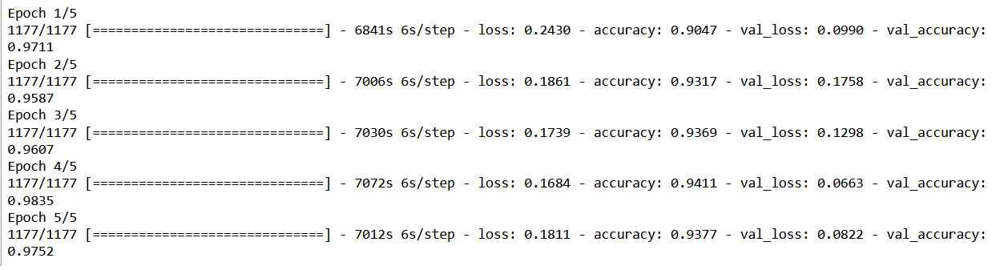 Epoch 1/5
1177/1177 [==============================] - 6841s 6s/step - loss: 0.2430 - accuracy: 0.9047 - val_loss: 0.0990 - val_accuracy:
0.9711
Epoch 2/5
1177/1177 [==============================] - 7006s 6s/step - loss: 0.1861 - accuracy: 0.9317 - val_loss: 0.1758 - val_accuracy:
0.9587
Epoch 3/5
1177/1177 [==============================] - 7030s 6s/step - loss: 0.1739 - accuracy: 0.9369 - val_loss: 0.1298 - val_accuracy:
0.9607
Epoch 4/5
1177/1177 [==============================] - 7072s 6s/step - loss: 0.1684 - accuracy: 0.9411 - val_loss: 0.0663 - val_accuracy:
0.9835
Epoch 5/5
1177/1177 [==============================] - 7012s 6s/step - loss: 0.1811 - accuracy: 0.9377 - val_loss: 0.0822 - val_accuracy:
0.9752